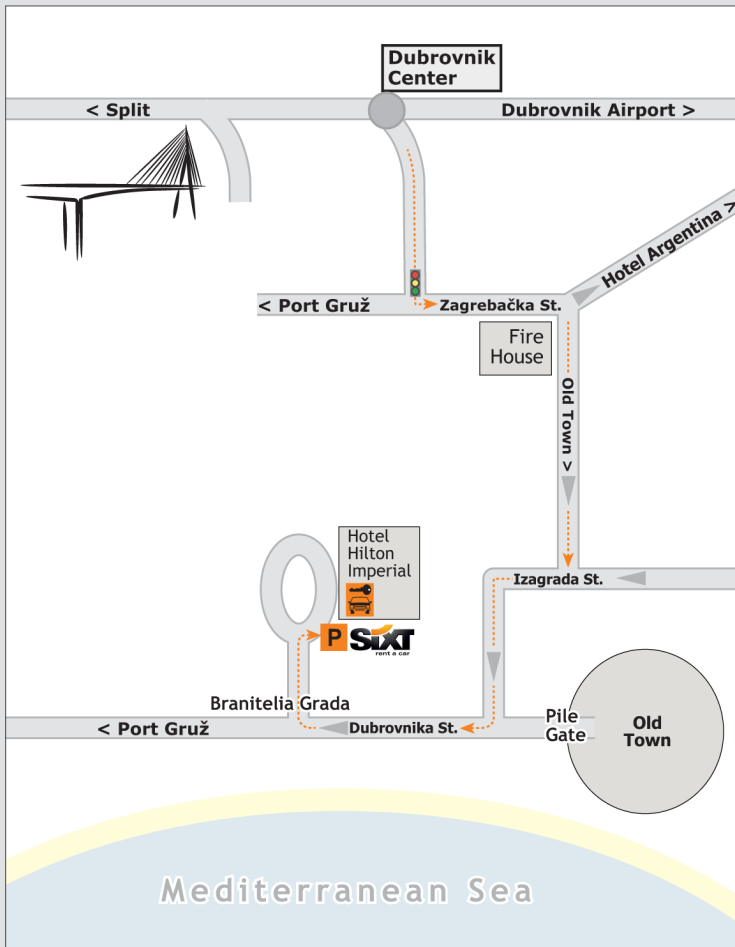 Dubrovnik
Center
< Split
Dubrovnik Airport >
Hotel Argentina >
< Port Gruž
Zagrebačka St.
Fire
House
Old Town >
Hotel
Hilton
Imperial
Izagrada St.
P SIXT
rent a car
Branitelia Grada
< Port Gruž
Dubrovnika St.
Pile
Gate
Old
Town
Mediterranean Sea